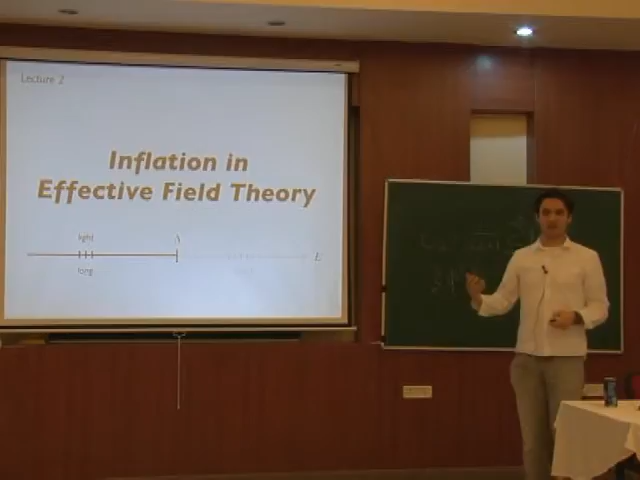 Lecture 2
Inflation in
Effective Field Theory
light
Λ
long